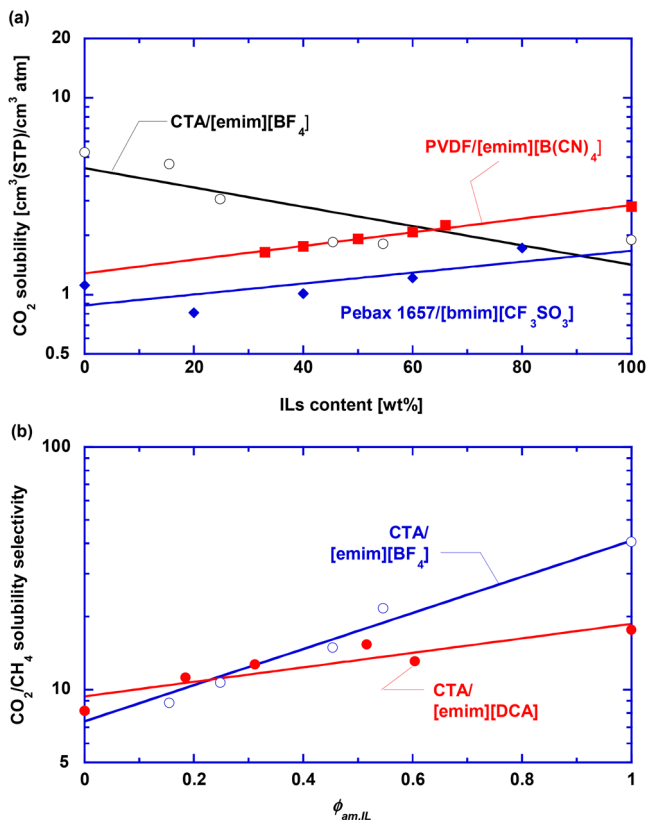 (a)
20
10
1
0.5
CO₂ solubility [cm³(STP)/cm³ atm]
CTA/[emim][BF₄]
PVDF/[emim][B(CN)₄]
Pebax 1657/[bmim][CF₃SO₃]
0 20 40 60 80 100
ILs content [wt%]
(b)
100
10
5
CO₂/CH₄ solubility selectivity
CTA/
[emim][BF₄]
CTA/
[emim][DCA]
0 0.2 0.4 0.6 0.8 1
ϕam,IL